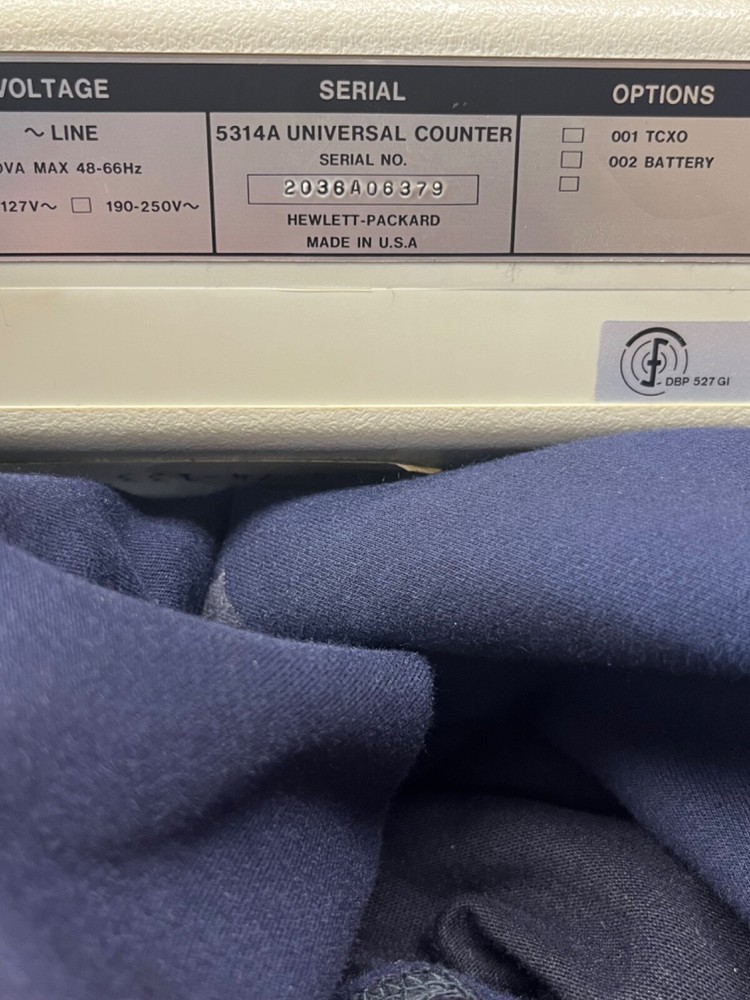 VOLTAGE
~ LINE
VA MAX 48-66Hz
127V~ 190-250V~
SERIAL
5314A UNIVERSAL COUNTER
SERIAL NO.
2036A06379
HEWLETT-PACKARD
MADE IN U.S.A
OPTIONS
001 TCXO
002 BATTERY
DBP 527 GI